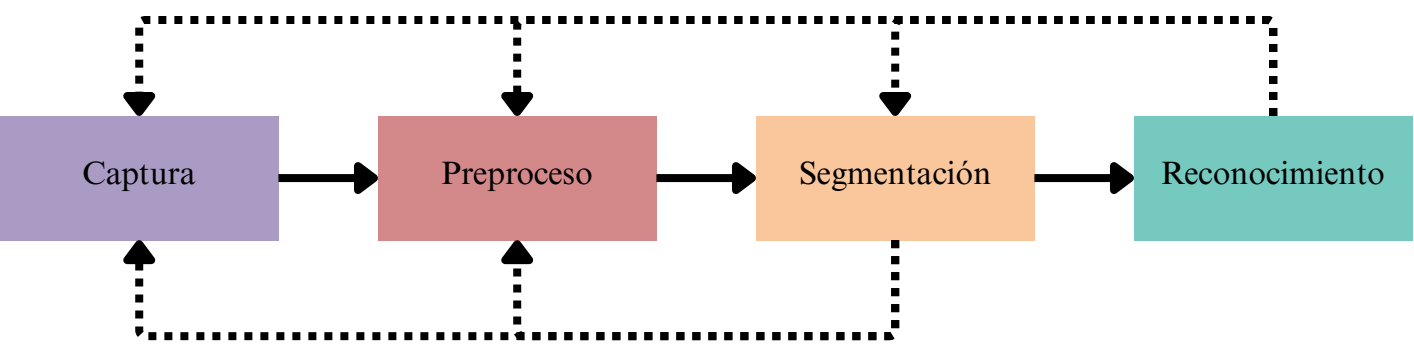 Captura
Preproceso
Segmentación
Reconocimiento